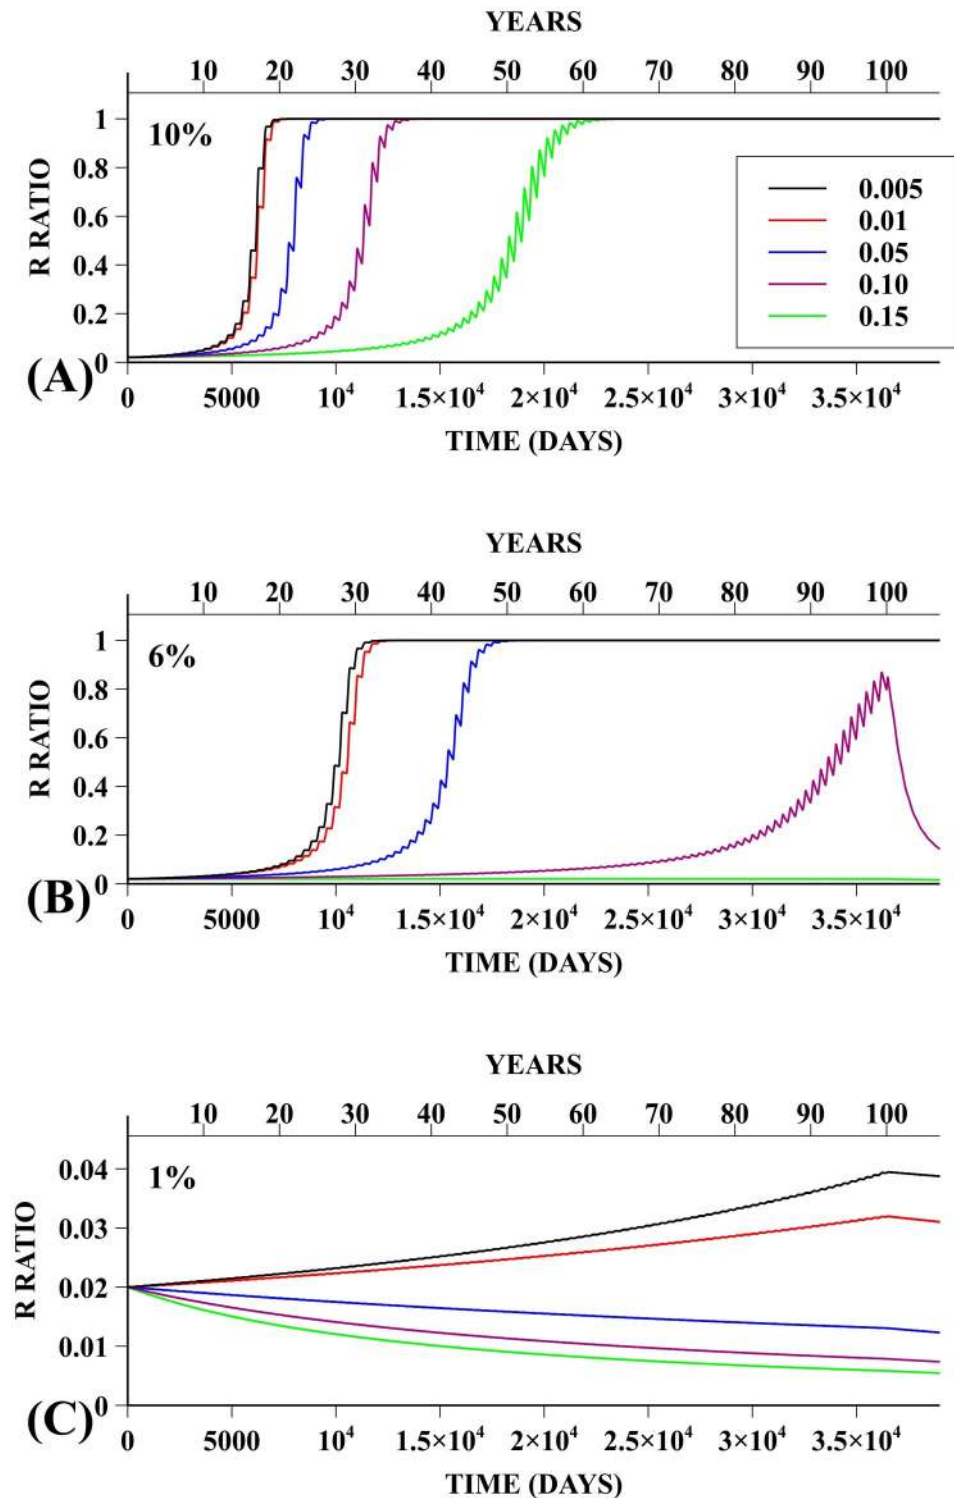 YEARS
10 20 30 40 50 60 70 80 90 100
1
0.8
0.6
0.4
0.2
0
R RATIO
10%
0.005
0.01
0.05
0.10
0.15
(A)
0 5000 10⁴ 1.5×10⁴ 2×10⁴ 2.5×10⁴ 3×10⁴ 3.5×10⁴
TIME (DAYS)
YEARS
10 20 30 40 50 60 70 80 90 100
1
0.8
0.6
0.4
0.2
0
R RATIO
6%
(B)
0 5000 10⁴ 1.5×10⁴ 2×10⁴ 2.5×10⁴ 3×10⁴ 3.5×10⁴
TIME (DAYS)
YEARS
10 20 30 40 50 60 70 80 90 100
0.04
0.03
0.02
0.01
0
R RATIO
1%
(C)
0 5000 10⁴ 1.5×10⁴ 2×10⁴ 2.5×10⁴ 3×10⁴ 3.5×10⁴
TIME (DAYS)